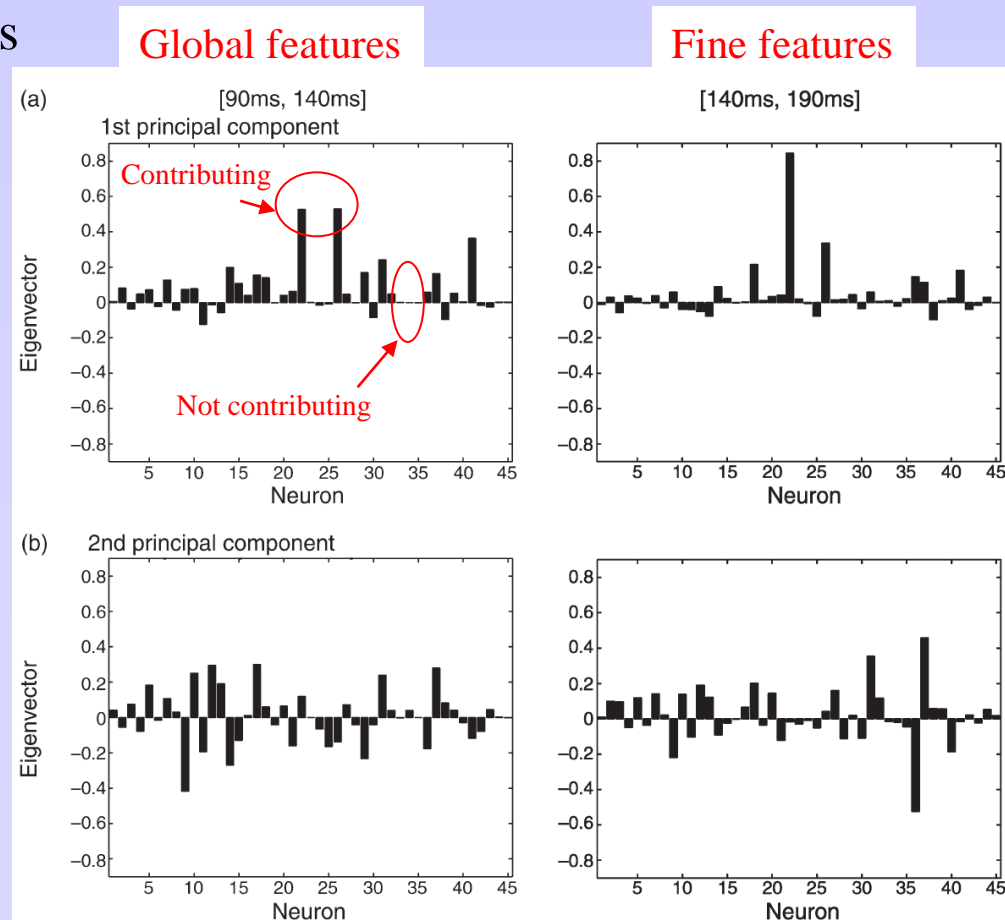 s
Global features
Fine features
(a)
[90ms, 140ms]
[140ms, 190ms]
1st principal component
0.8
0.6
0.4
0.2
0
−0.2
−0.4
−0.6
−0.8
Eigenvector
Contributing
Not contributing
5 10 15 20 25 30 35 40 45
Neuron
0.8
0.6
0.4
0.2
0
−0.2
−0.4
−0.6
−0.8
5 10 15 20 25 30 35 40 45
Neuron
(b)
2nd principal component
0.8
0.6
0.4
0.2
0
−0.2
−0.4
−0.6
−0.8
Eigenvector
5 10 15 20 25 30 35 40 45
Neuron
0.8
0.6
0.4
0.2
0
−0.2
−0.4
−0.6
−0.8
5 10 15 20 25 30 35 40 45
Neuron